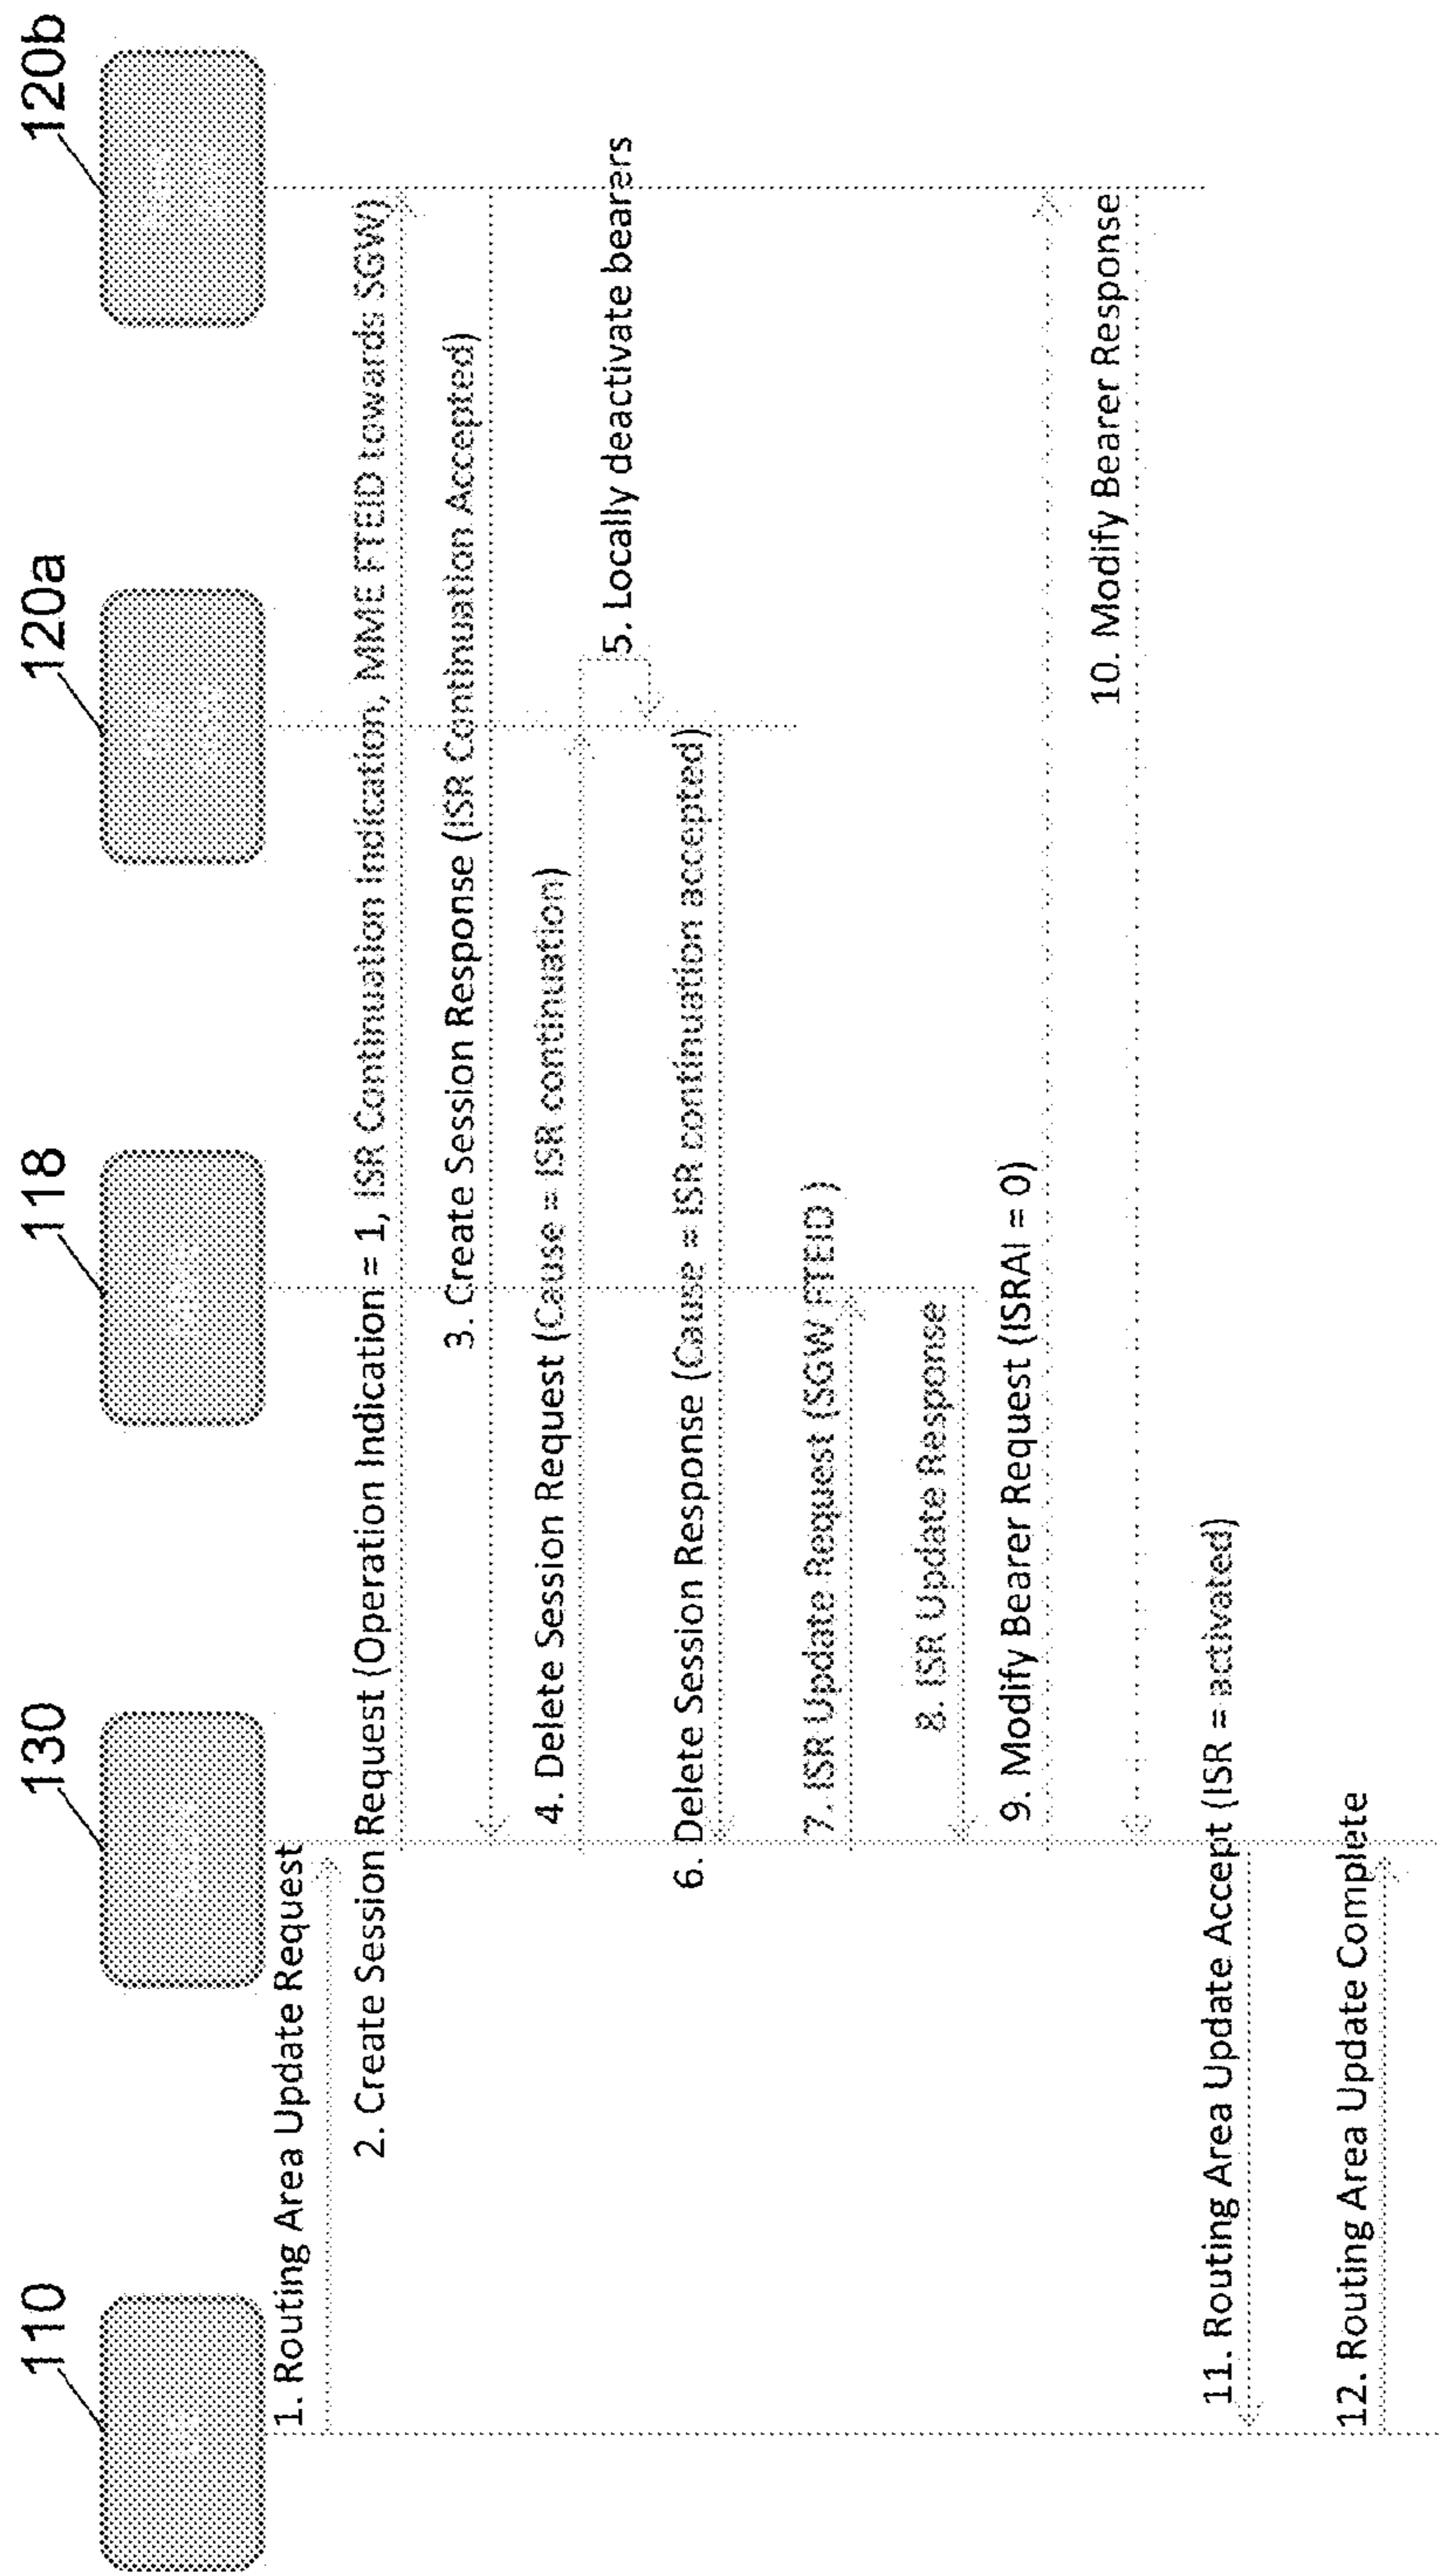 110
130
118
120a
120b
1. Routing Area Update Request
2. Create Session Request (Operation Indication = 1, ISR Continuation Indication, MME FTEID towards SGW)
3. Create Session Response (ISR Continuation Accepted)
4. Delete Session Request (Cause = ISR continuation)
5. Locally deactivate bearers
6. Delete Session Response (Cause = ISR continuation accepted)
7. ISR Update Request (SGW FTEID )
8. ISR Update Response
9. Modify Bearer Request (ISRAI = 0)
10. Modify Bearer Response
11. Routing Area Update Accept (ISR = activated)
12. Routing Area Update Complete